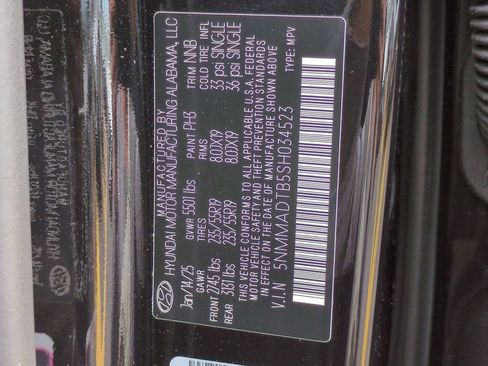 MANUFACTURED BY
HYUNDAI MOTOR MANUFACTURING ALABAMA, LLC
Jan/14/25 GVWR 5501 lbs PAINT PH3 TRIM NNB
GAWR TIRES RIMS COLD TIRE INF.
FRONT 2745 lbs 235/55R19 8.0JX19 33 psi SINGLE
REAR 3131 lbs 235/55R19 8.0JX19 36 psi SINGLE
THIS VEHICLE CONFORMS TO ALL APPLICABLE U.S.A. FEDERAL
MOTOR VEHICLE SAFETY AND THEFT PREVENTION STANDARDS
IN EFFECT ON THE DATE OF MANUFACTURE SHOWN ABOVE
V.I.N 5NMMADTB5SH034523 TYPE: MPV